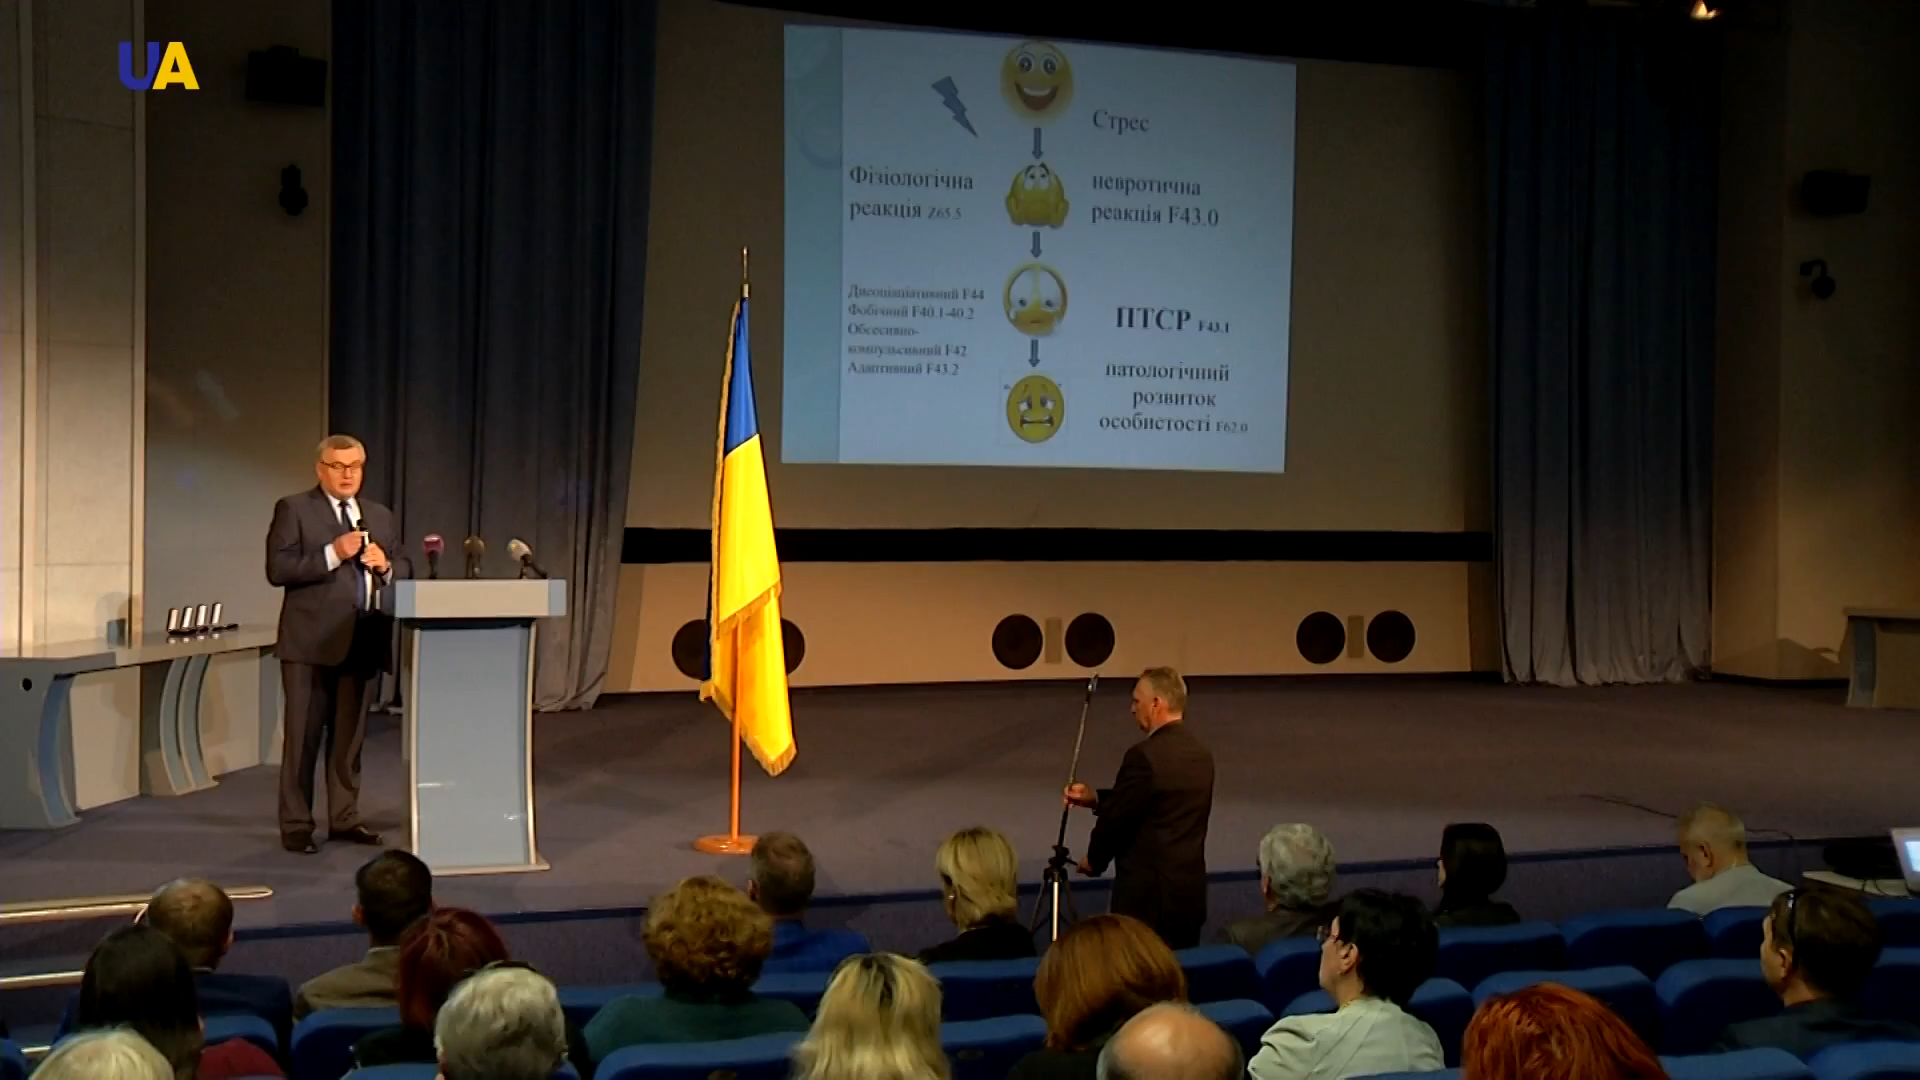 UA
Стрес
Фізіологічна
реакція Z65.5
невротична
реакція F43.0
Дисоціативний F44
Фобічний F40.1-40.2
Обсесивно-
компульсивний F42
Адаптивний F43.2
ПТСР F43.1
патологічний
розвиток
особистості F62.0